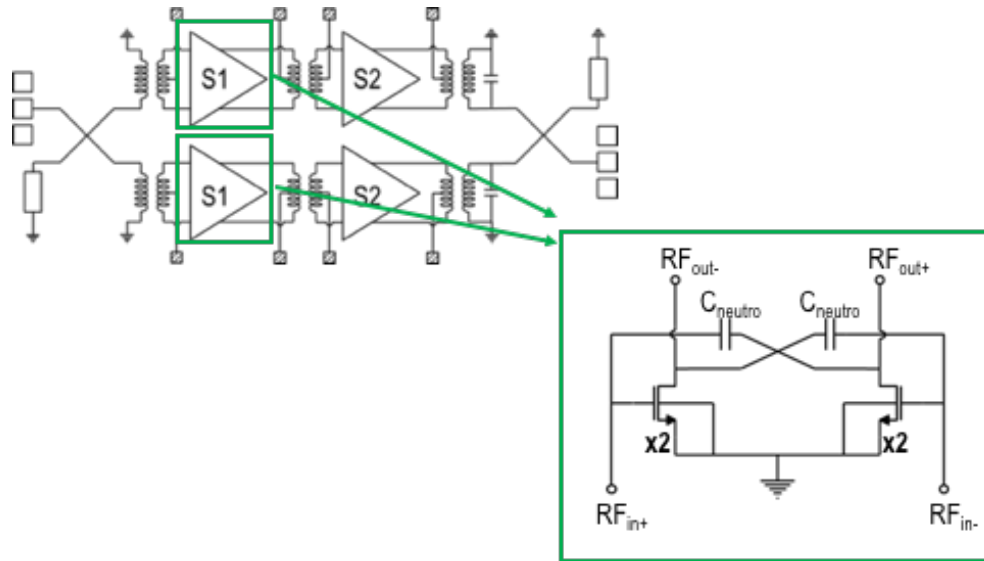 S1
S2
S1
S2
RFout-
RFout+
Cneutro
Cneutro
x2
x2
RFin+
RFin-